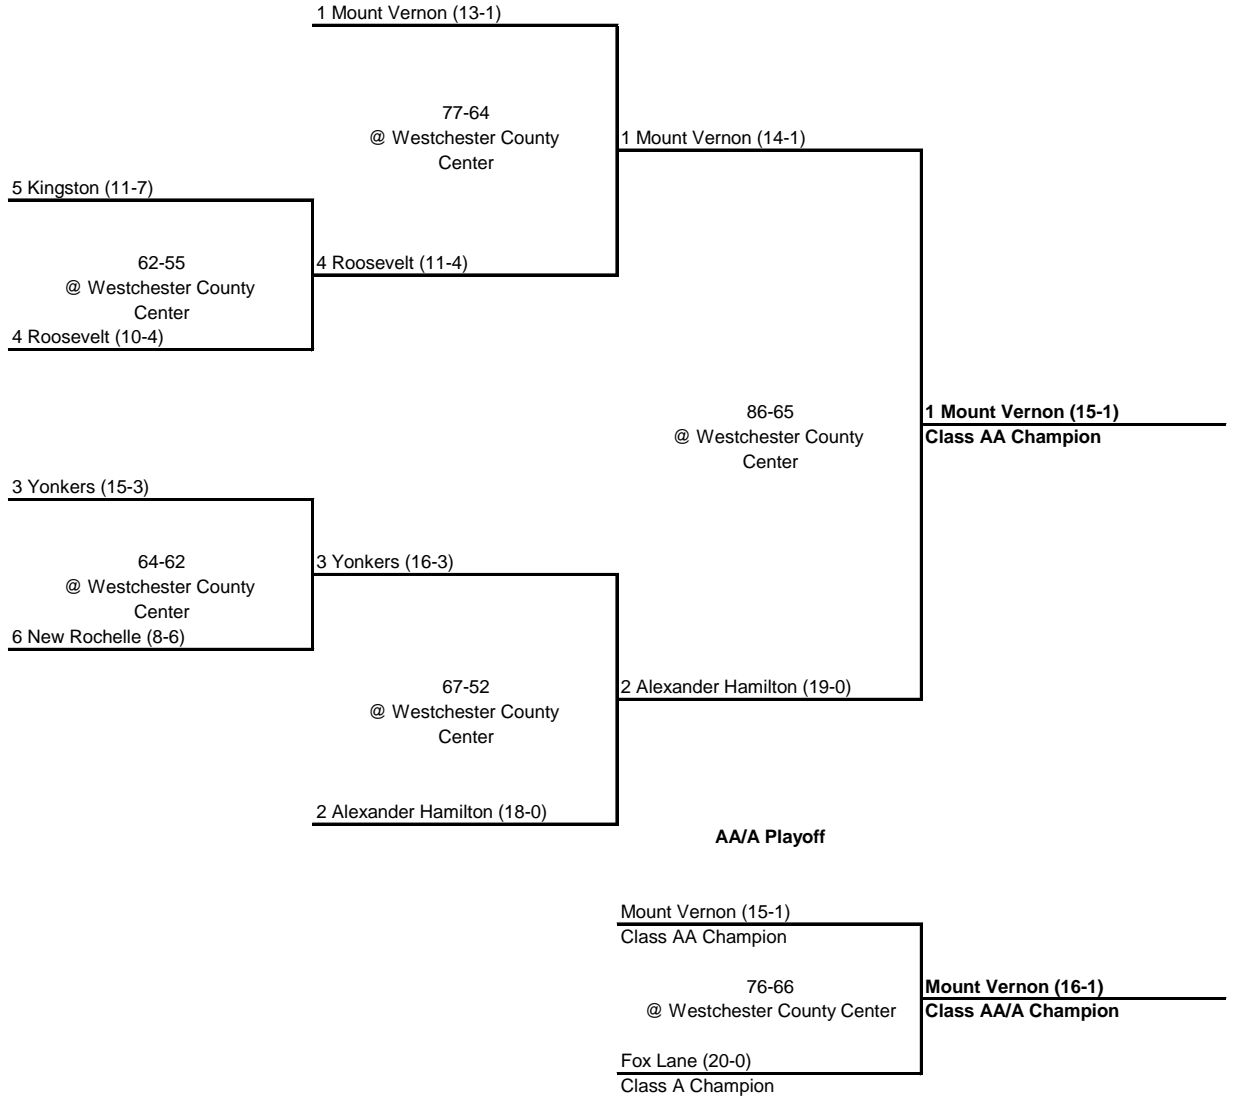 1 Mount Vernon (13-1)
77-64
@ Westchester County
Center
1 Mount Vernon (14-1)
5 Kingston (11-7)
62-55
@ Westchester County
Center
4 Roosevelt (11-4)
4 Roosevelt (10-4)
86-65
@ Westchester County
Center
1 Mount Vernon (15-1)
Class AA Champion
3 Yonkers (15-3)
64-62
@ Westchester County
Center
3 Yonkers (16-3)
6 New Rochelle (8-6)
67-52
@ Westchester County
Center
2 Alexander Hamilton (19-0)
2 Alexander Hamilton (18-0)
AA/A Playoff
Mount Vernon (15-1)
Class AA Champion
76-66
@ Westchester County Center
Mount Vernon (16-1)
Class AA/A Champion
Fox Lane (20-0)
Class A Champion